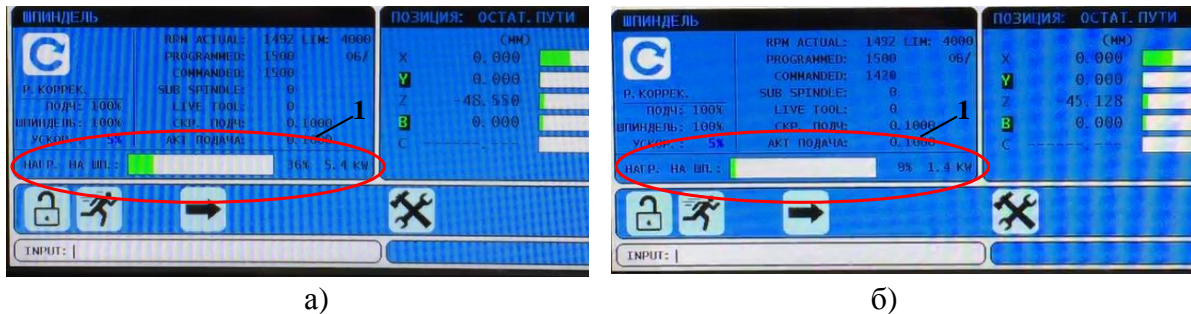 ШПИНДЕЛЬ
RPM ACTUAL: 1492 LIM: 4000
PROGRAMMED: 1500 06/
COMMANDED: 1500
SUB SPINDLE: 0
LIVE TOOL: 0
СКР. ПОДЧ: 0.1000
АКТ ПОДАЧА: 0.1000
Р. КОРРЕК.
ПОДЧ: 100%
ШПИНДЕЛЬ: 100%
УСКОР.: 5%
1
НАГР. НА ШП.: 36% 5.4 KW
ПОЗИЦИЯ: ОСТАТ. ПУТИ
(ММ)
X 0.000
Y 0.000
Z -48.550
B 0.000
C
INPUT:
а)
ШПИНДЕЛЬ
RPM ACTUAL: 1492 LIM: 4000
PROGRAMMED: 1500 06/
COMMANDED: 1420
SUB SPINDLE: 0
LIVE TOOL: 0
СКР. ПОДЧ: 0.1000
АКТ ПОДАЧА: 0.1000
Р. КОРРЕК.
ПОДЧ: 100%
ШПИНДЕЛЬ: 100%
УСКОР.: 5%
1
НАГР. НА ШП.: 9% 1.4 KW
ПОЗИЦИЯ: ОСТАТ. ПУТИ
(ММ)
X 0.000
Y 0.000
Z -45.128
B 0.000
C
INPUT:
б)